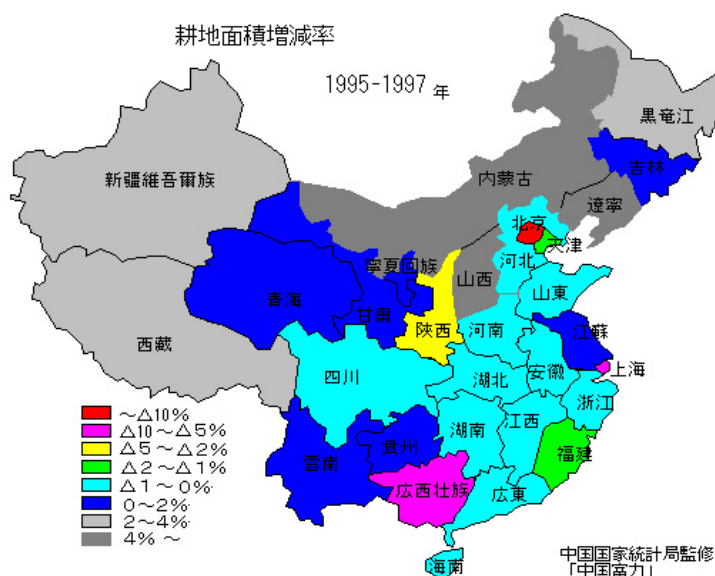 耕地面積増減率
1995-1997 年
黒竜江
吉林
新疆維吾爾族
内蒙古
遼寧
北京
天津
寧夏回族
河北
山西
山東
青海
甘粛
陝西
河南
江蘇
西蔵
四川
安徽
上海
湖北
浙江
湖南
江西
雲南
貴州
福建
広西壮族
広東
海南
～△10%
△10～△5%
△5～△2%
△2～△1%
△1～0%
0～2%
2～4%
4%～
中国国家統計局監修
「中国富力」